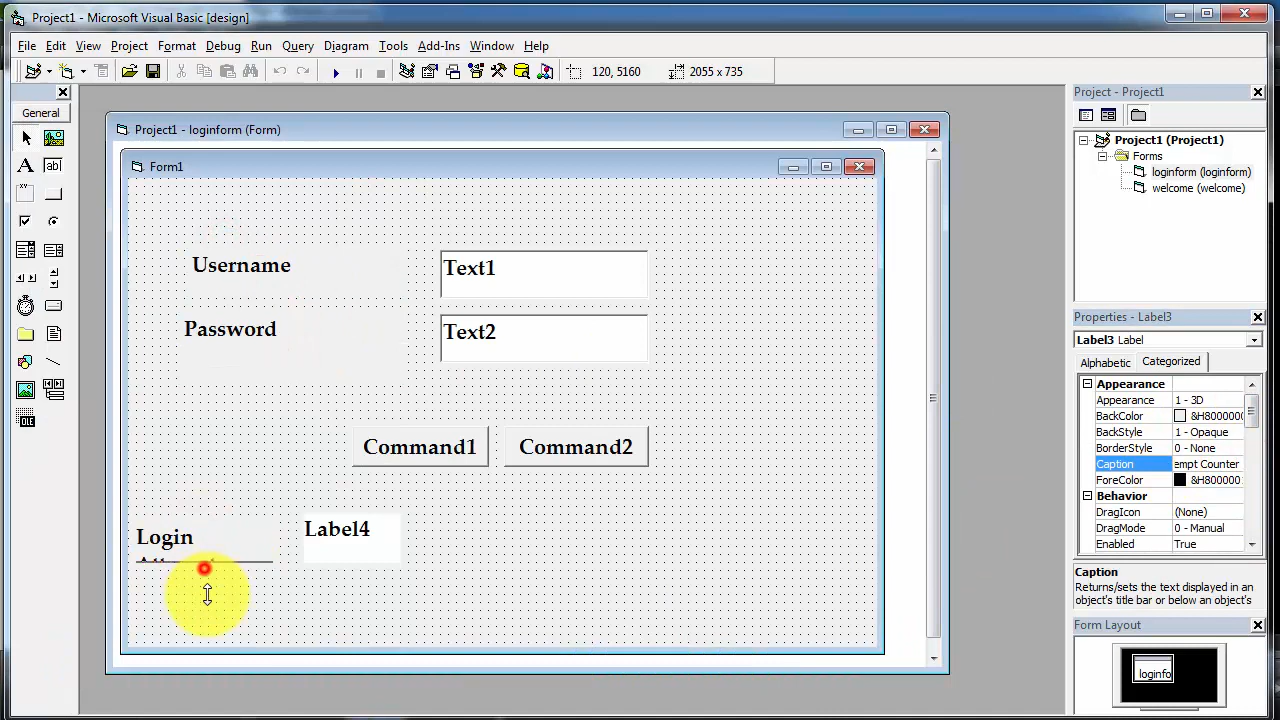 Project1 - Microsoft Visual Basic [design]
File Edit View Project Format Debug Run Query Diagram Tools Add-Ins Window Help
120, 5160 2055 x 735
General
Project1 - loginform (Form)
Form1
Username Text1
Password Text2
Command1 Command2
Login
Label4
Project - Project1
Project1 (Project1)
Forms
loginform (loginform)
welcome (welcome)
Properties - Label3
Label3 Label
Alphabetic Categorized
Appearance
Appearance 1 - 3D
BackColor &H8000000
BackStyle 1 - Opaque
BorderStyle 0 - None
Caption empt Counter
ForeColor &H800000
Behavior
DragIcon (None)
DragMode 0 - Manual
Enabled True
Caption
Returns/sets the text displayed in an
object's title bar or below an object's
Form Layout
loginfo
A
ab|
xy
OLE